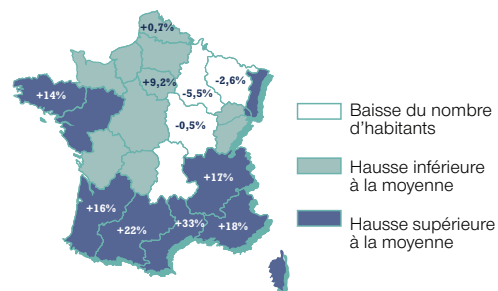 +0,7%
-2,6%
+9,2%
-5,5%
+14%
-0,5%
+17%
+16%
+33%
+18%
+22%
Baisse du nombre
d'habitants
Hausse inférieure
à la moyenne
Hausse supérieure
à la moyenne